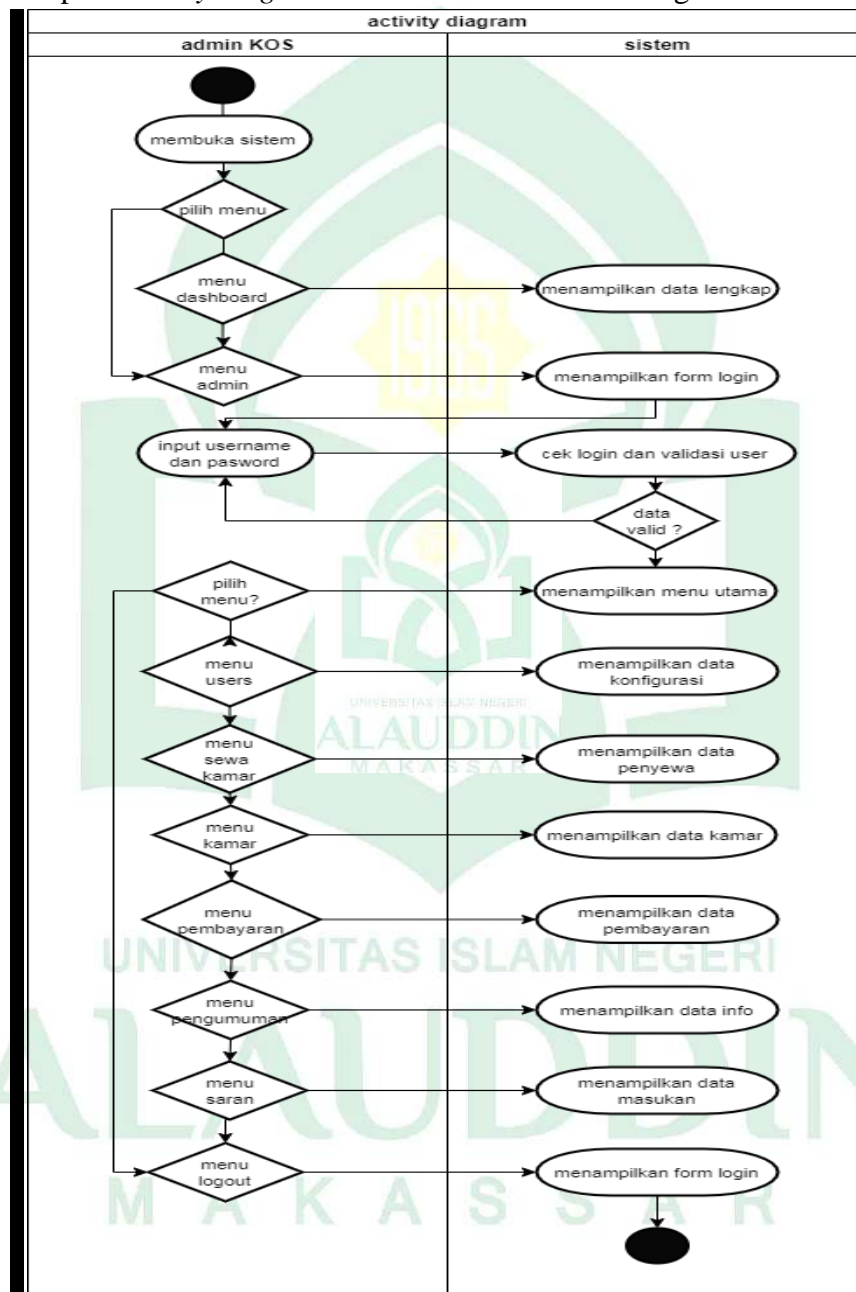 activity diagram
admin KOS
sistem
membuka sistem
pilih menu
menu
dashboard
menampilkan data lengkap
menu
admin
menampilkan form login
input username
dan pasword
cek login dan validasi user
data
valid ?
pilih
menu?
menampilkan menu utama
menu
users
menampilkan data
konfigurasi
menu
sewa
kamar
menampilkan data
penyewa
menu
kamar
menampilkan data kamar
menu
pembayaran
menampilkan data
pembayaran
menu
pengumuman
menampilkan data info
menu
saran
menampilkan data
masukan
menu
logout
menampilkan form login
1965
UNIVERSITAS ISLAM NEGERI
ALAUDDIN
MAKASSAR
UNIVERSITAS ISLAM NEGERI
ALAUDDIN
MAKASSAR